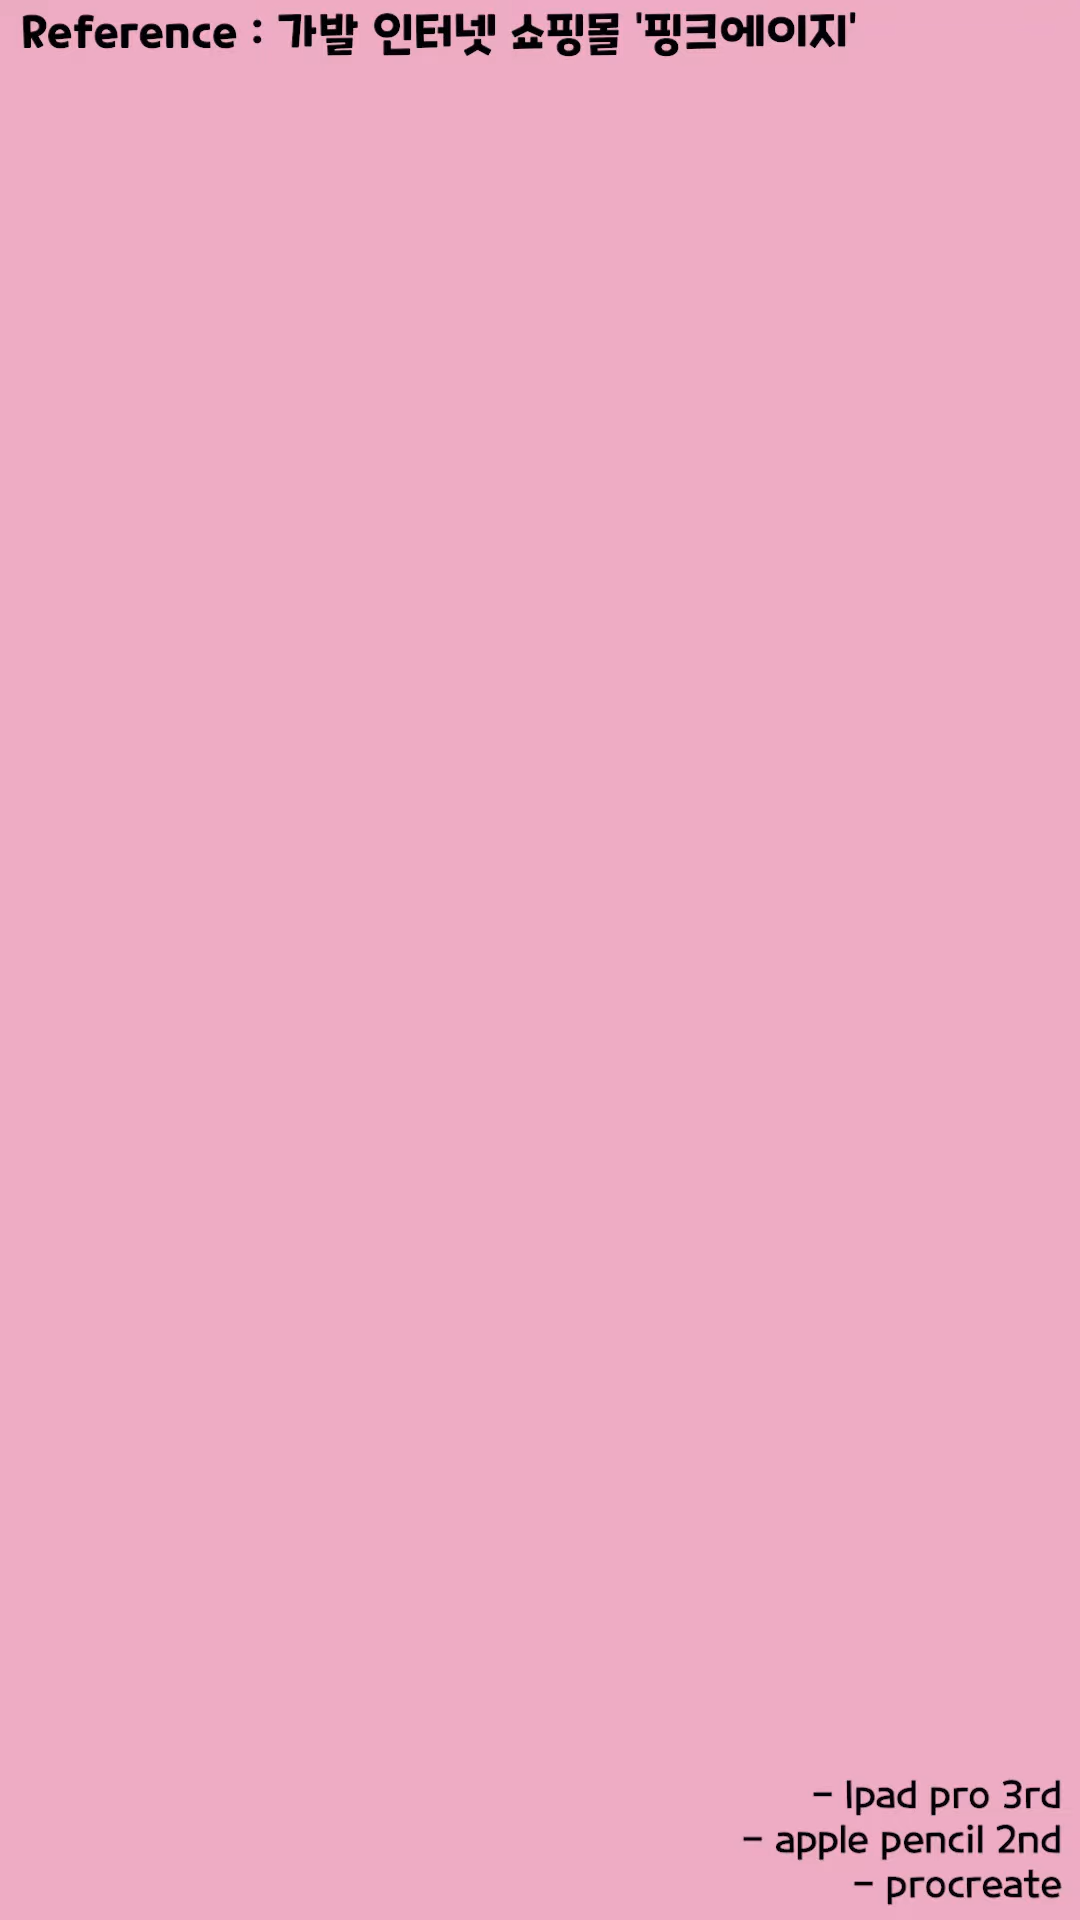 Reference : 가발 인터넷 쇼핑몰 '핑크에이지'
- Ipad pro 3rd
- apple pencil 2nd
- procreate